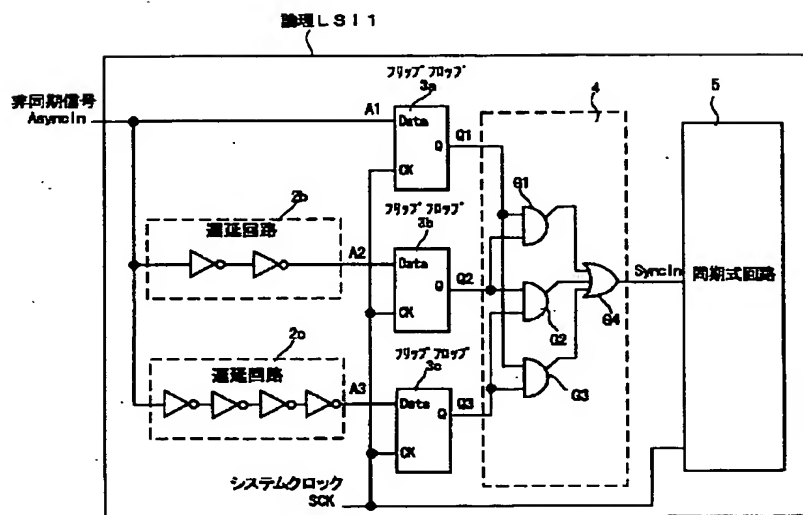 論理LSI1
フリップフロップ
3a
非同期信号
AsyncIn
A1
Data
Q
CK
Q1
4
5
G1
2b
遅延回路
フリップフロップ
3b
A2
Data
Q
CK
Q2
G2
G4
SyncIn
同期式回路
2c
遅延回路
フリップフロップ
3c
A3
Data
Q
CK
Q3
G3
システムクロック
SCK